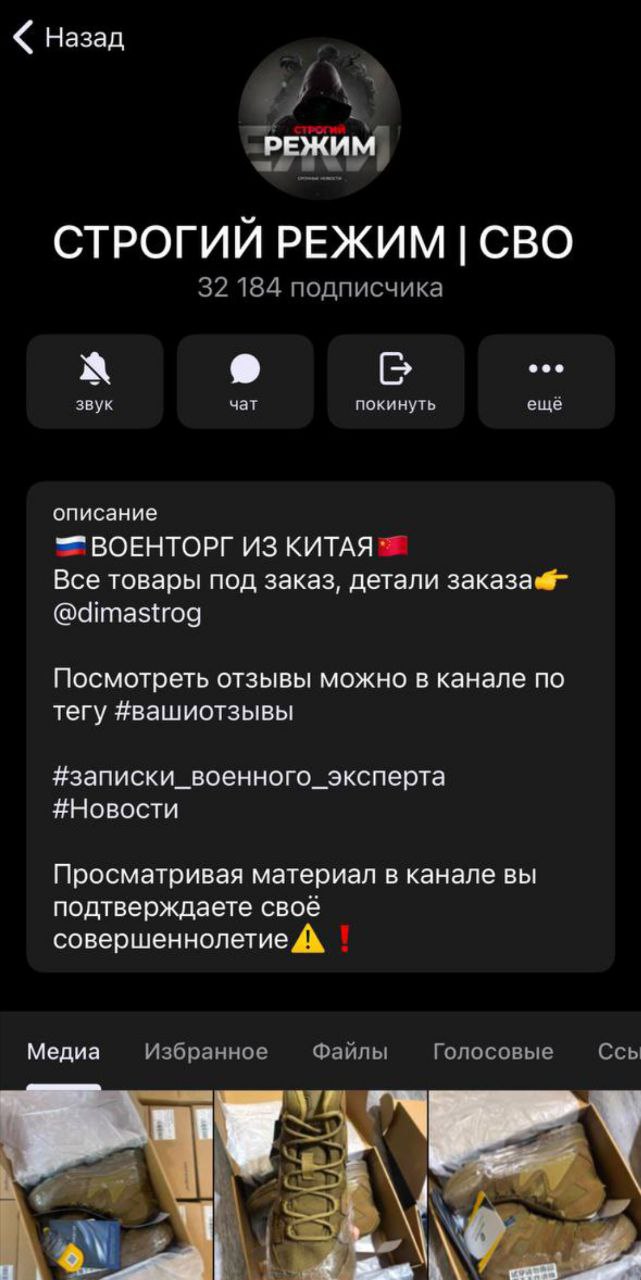 Назад
СТРОГИЙ
РЕЖИМ
СРОЧНЫЕ НОВОСТИ
СТРОГИЙ РЕЖИМ | СВО
32 184 подписчика
звук чат покинуть ещё
описание
🇷🇺ВОЕНТОРГ ИЗ КИТАЯ🇨🇳
Все товары под заказ, детали заказа👉
@dimastrog
Посмотреть отзывы можно в канале по
тегу #вашиотзывы
#записки_военного_эксперта
#Новости
Просматривая материал в канале вы
подтверждаете своё
совершеннолетие⚠️❗
Медиа Избранное Файлы Голосовые Ссы